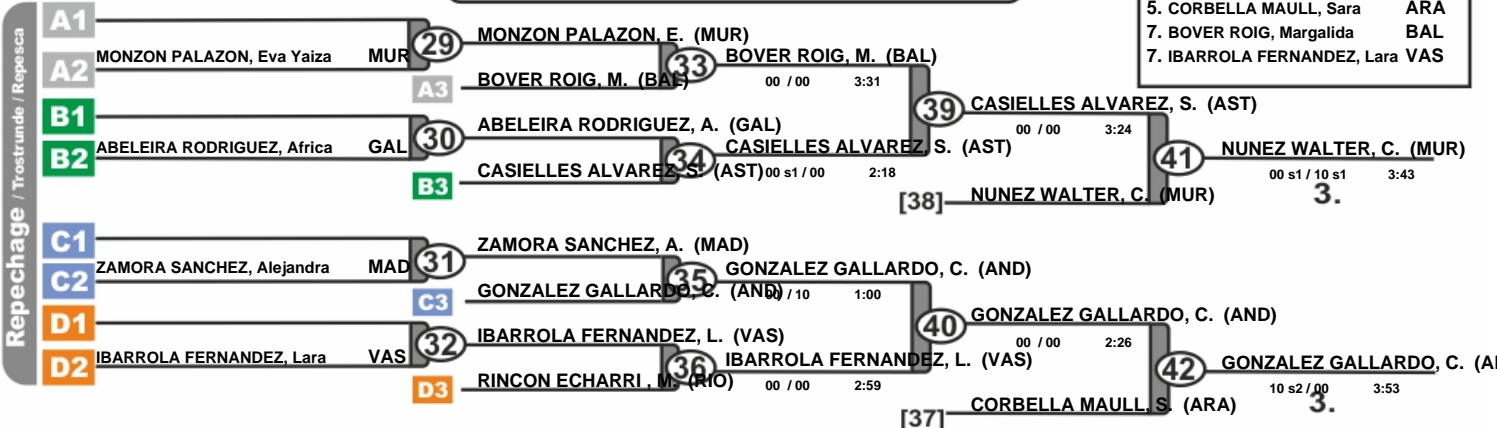 5. CORBELLA MAULL, Sara ARA
7. BOVER ROIG, Margalida BAL
7. IBARROLA FERNANDEZ, Lara VAS
Repechage / Trostrunde / Repesca
A1
MONZON PALAZON, Eva Yaiza MUR
A2
29
MONZON PALAZON, E. (MUR)
A3
BOVER ROIG, M. (BAL)
33
BOVER ROIG, M. (BAL)
00 / 00 3:31
B1
ABELEIRA RODRIGUEZ, Africa GAL
B2
30
ABELEIRA RODRIGUEZ, A. (GAL)
B3
CASIELLES ALVAREZ, S. (AST)
34
CASIELLES ALVAREZ, S. (AST)
00 s1 / 00 2:18
39
CASIELLES ALVAREZ, S. (AST)
00 / 00 3:24
[38]
NUNEZ WALTER, C. (MUR)
41
NUNEZ WALTER, C. (MUR)
00 s1 / 10 s1 3:43
3.
C1
ZAMORA SANCHEZ, Alejandra MAD
C2
31
ZAMORA SANCHEZ, A. (MAD)
C3
GONZALEZ GALLARDO, C. (AND)
35
GONZALEZ GALLARDO, C. (AND)
00 / 10 1:00
D1
IBARROLA FERNANDEZ, Lara VAS
D2
32
IBARROLA FERNANDEZ, L. (VAS)
D3
RINCON ECHARRI , M. (RIO)
36
IBARROLA FERNANDEZ, L. (VAS)
00 / 00 2:59
40
GONZALEZ GALLARDO, C. (AND)
00 / 00 2:26
[37]
CORBELLA MAULL, S. (ARA)
42
GONZALEZ GALLARDO, C. (A
10 s2 / 00 3:53
3.